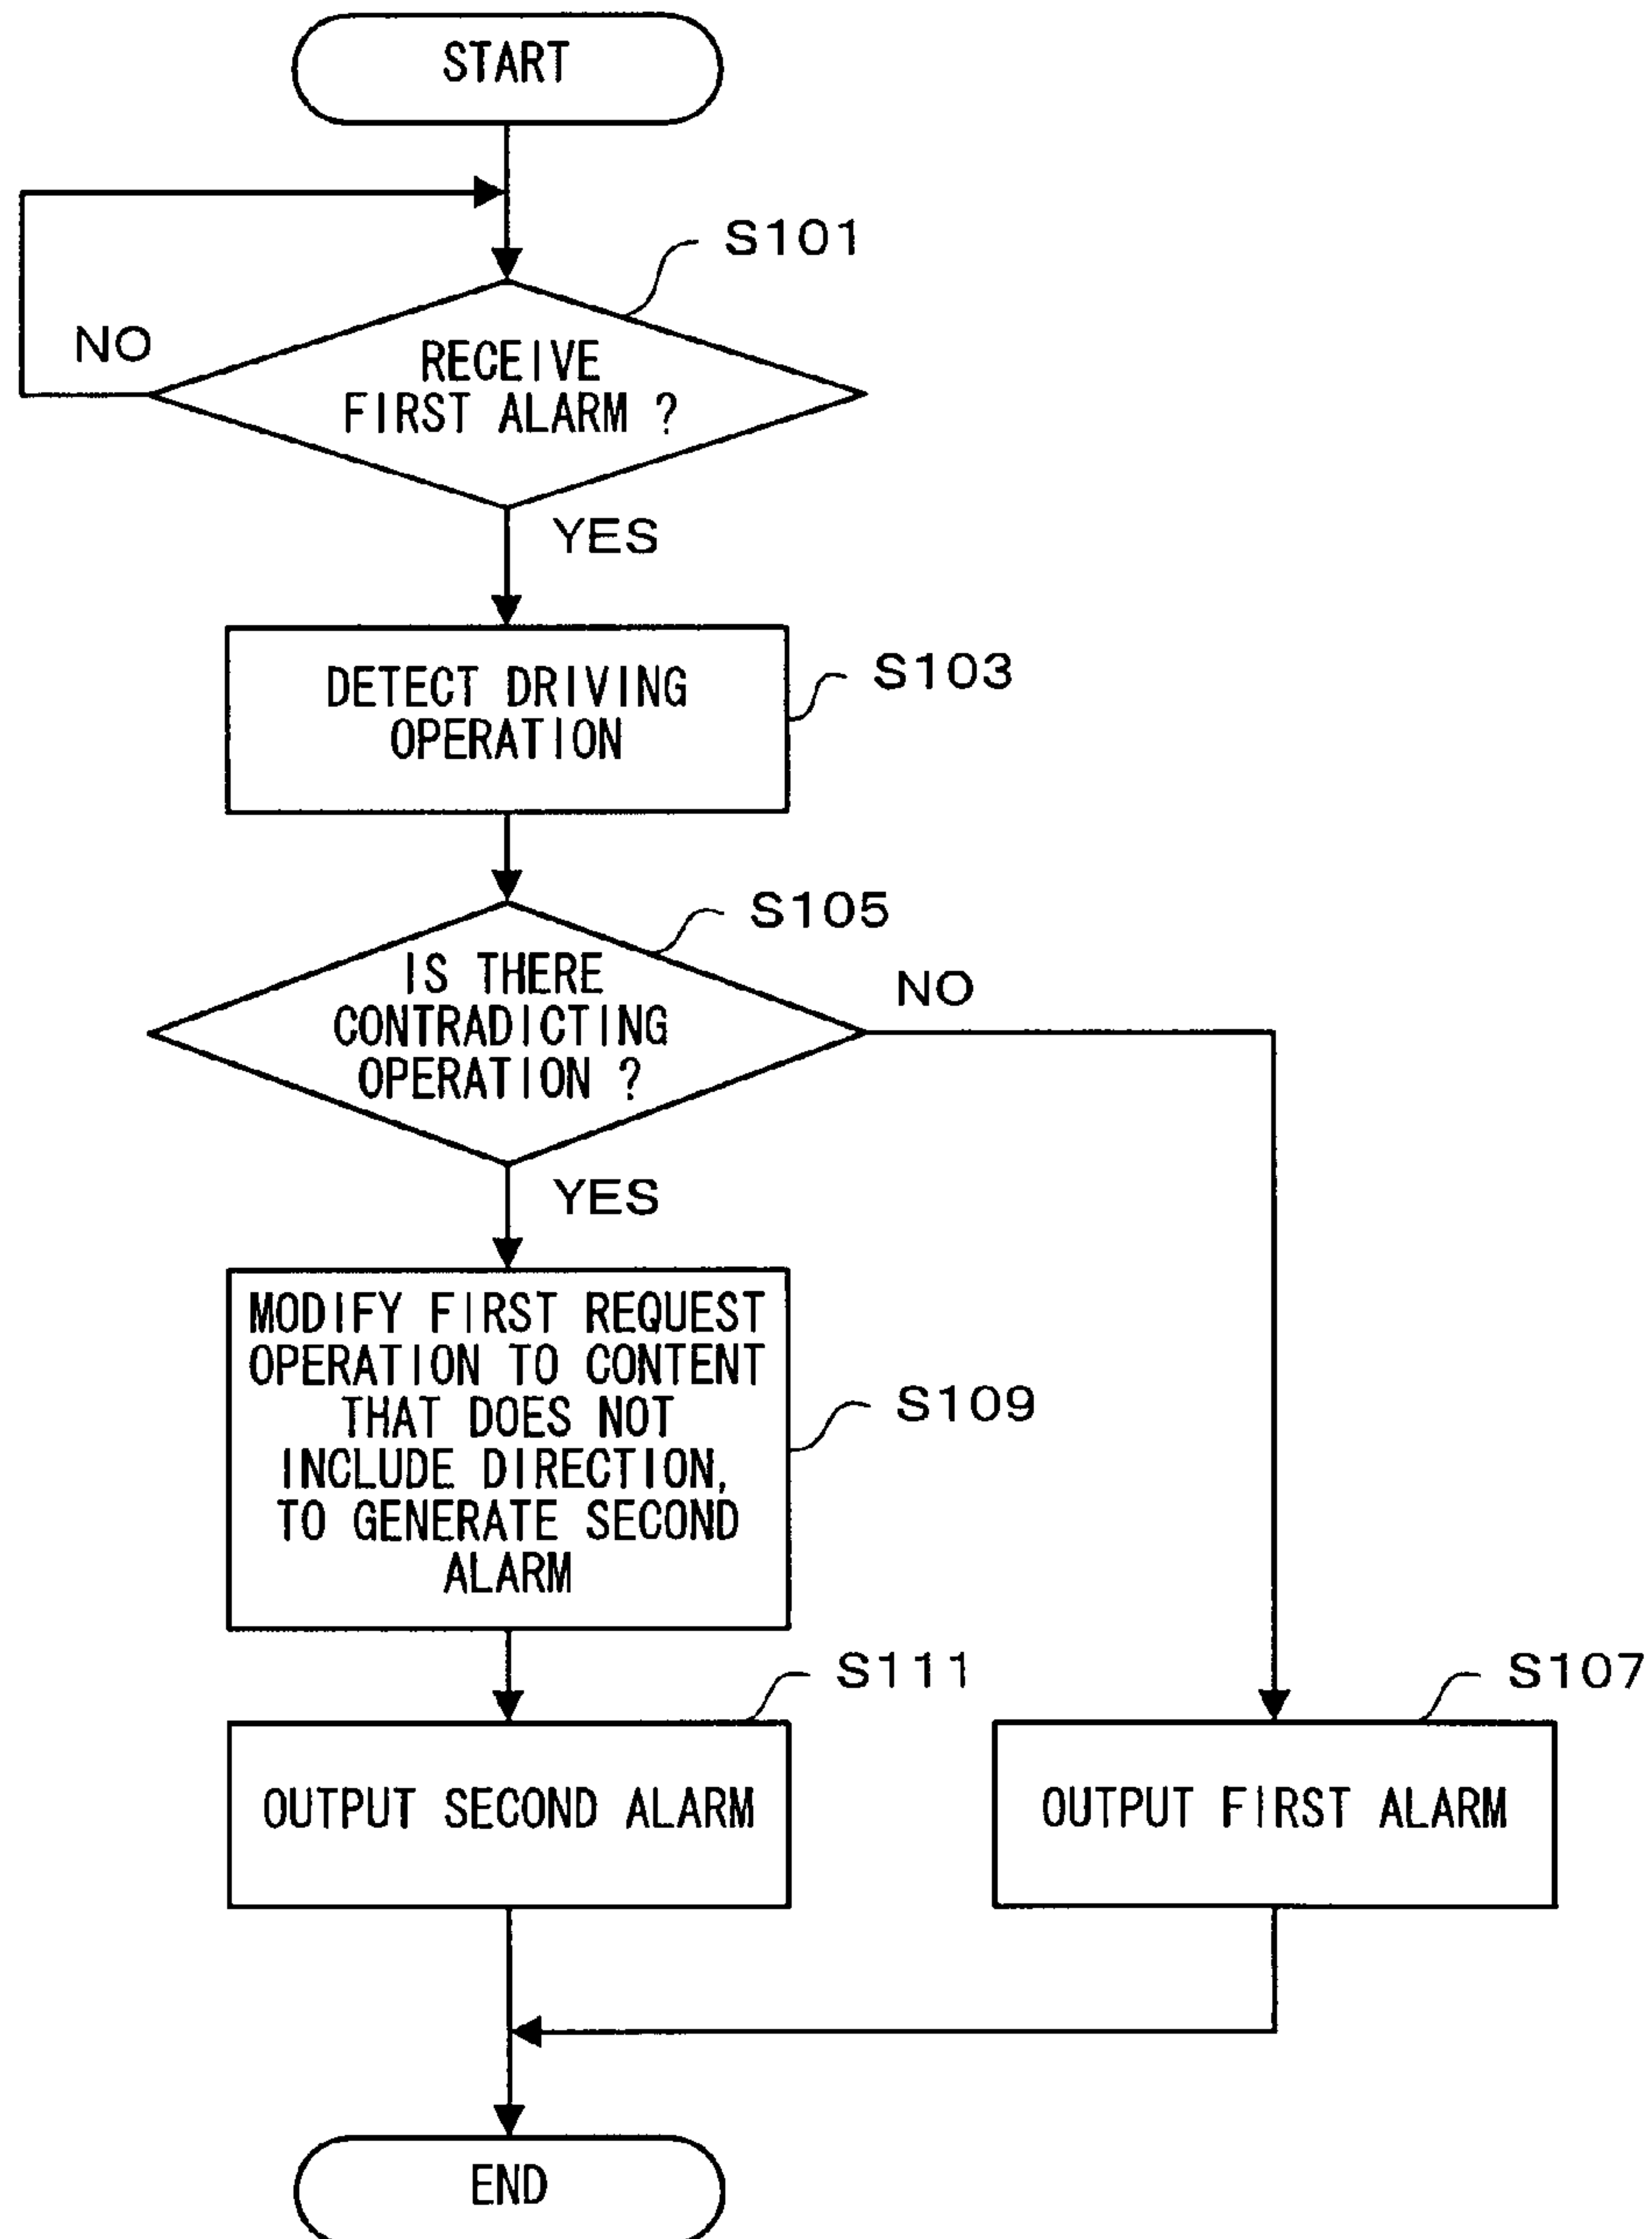 START
S101
NO
RECEIVE
FIRST ALARM ?
YES
DETECT DRIVING
OPERATION
S103
S105
IS THERE
CONTRADICTING
OPERATION ?
NO
YES
MODIFY FIRST REQUEST
OPERATION TO CONTENT
THAT DOES NOT
INCLUDE DIRECTION,
TO GENERATE SECOND
ALARM
S109
S111
S107
OUTPUT SECOND ALARM
OUTPUT FIRST ALARM
END